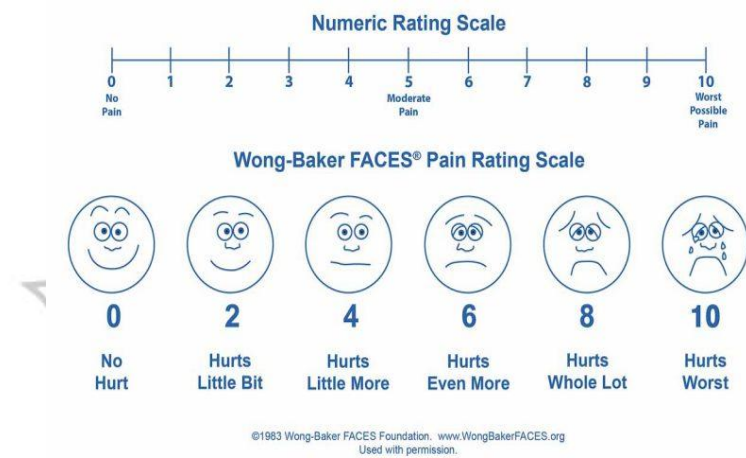 Numeric Rating Scale
0 1 2 3 4 5 6 7 8 9 10
No Pain
Moderate Pain
Worst Possible Pain
Wong-Baker FACES® Pain Rating Scale
0 2 4 6 8 10
No Hurts Hurts Hurts Hurts Hurts
Hurt Little Bit Little More Even More Whole Lot Worst
©1983 Wong-Baker FACES Foundation. www.WongBakerFACES.org
Used with permission.